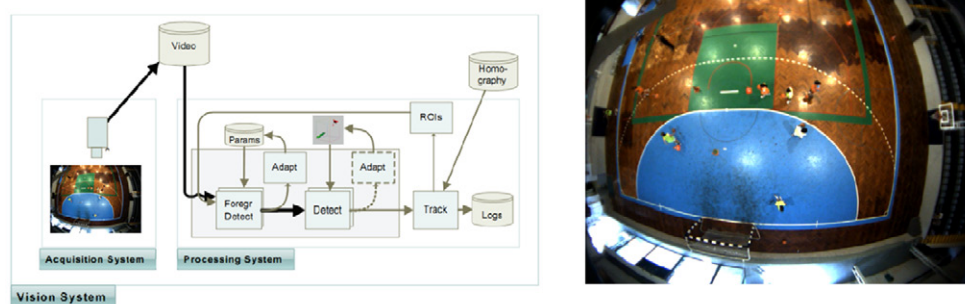 Video
Homo-
graphy
RCIs
Params
Adapt
Adapt
Foregr
Detect
Detect
Track
Logs
Acquisition System
Processing System
Vision System